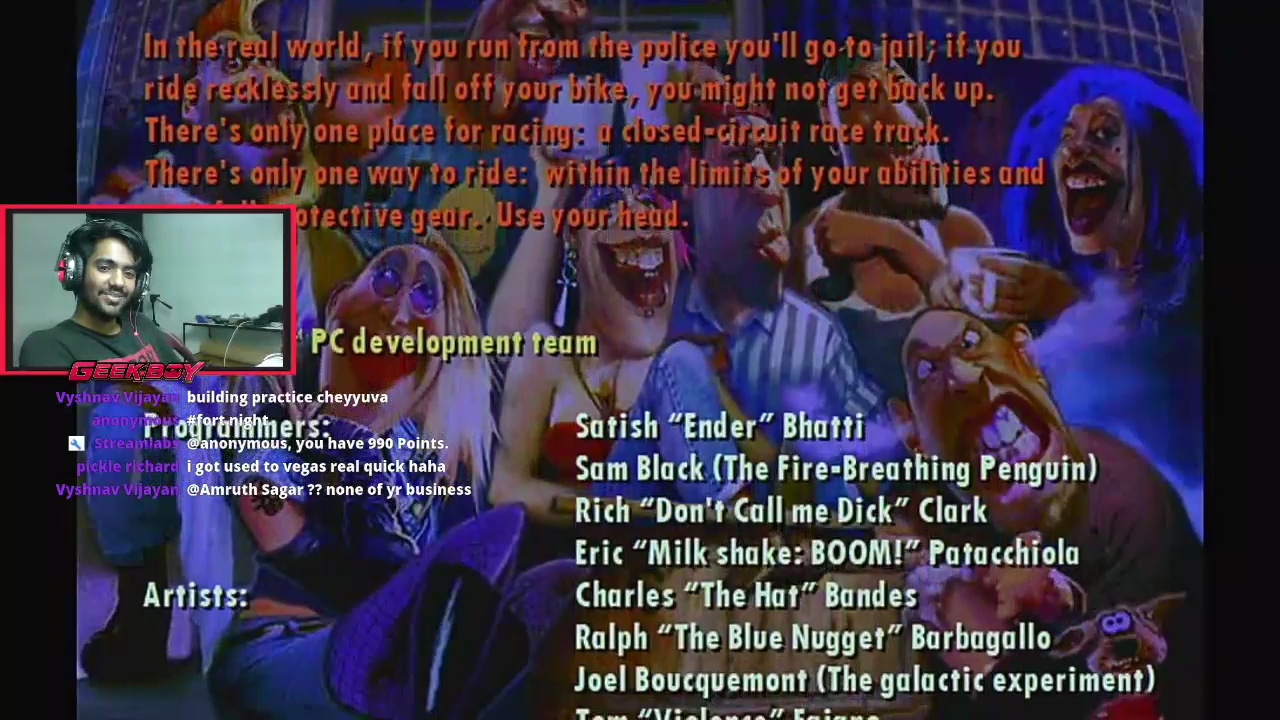 In the real world, if you run from the police you'll go to jail; if you
ride recklessly and fall off your bike, you might not get back up.
There's only one place for racing: a closed-circuit race track.
There's only one way to ride: within the limits of your abilities and
protective gear. Use your head.
PC development team
GEEKBOY
Vyshnav Vijayan building practice cheyyuva
anonymous #fort night
Streamlabs @anonymous, you have 990 Points.
pickle richard i got used to vegas real quick haha
Vyshnav Vijayan @Amruth Sagar ?? none of yr business
Programmers: Satish “Ender” Bhatti
Sam Black (The Fire-Breathing Penguin)
Rich “Don't Call me Dick” Clark
Eric “Milk shake: BOOM!” Patacchiola
Artists: Charles “The Hat” Bandes
Ralph “The Blue Nugget” Barbagallo
Joel Boucquemont (The galactic experiment)
Tom “Violence”